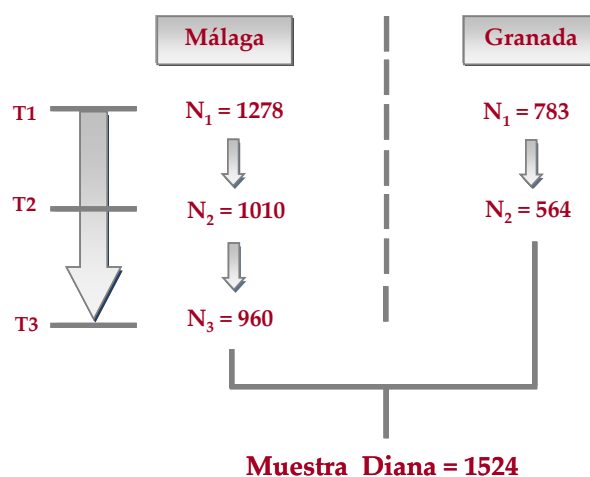 Málaga Granada
T1 N₁ = 1278 N₁ = 783
T2 N₂ = 1010 N₂ = 564
T3 N₃ = 960
Muestra Diana = 1524